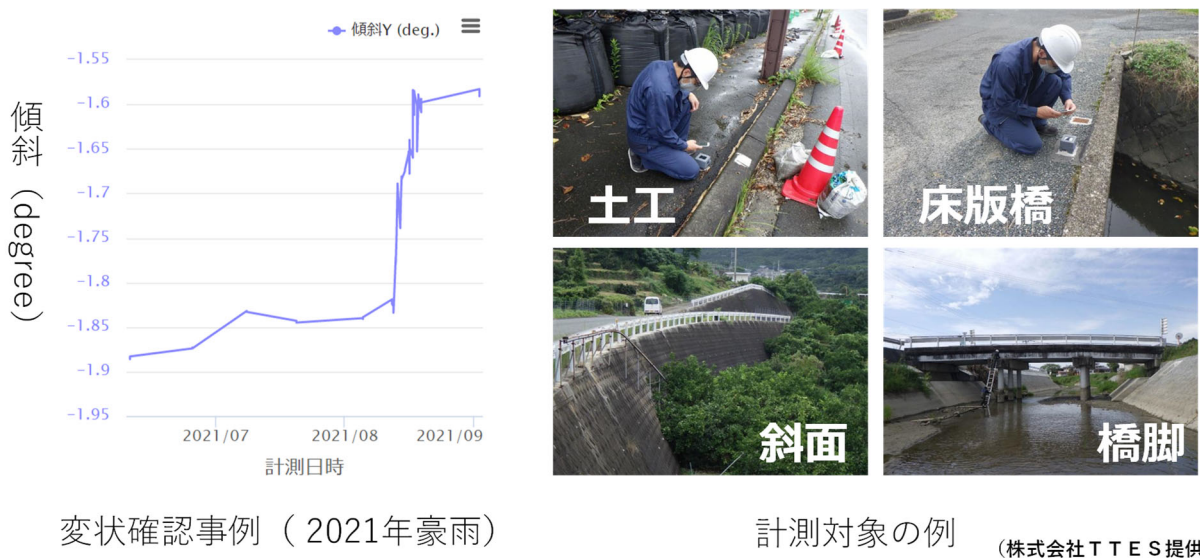 傾斜Y (deg.)
-1.55
-1.6
-1.65
-1.7
-1.75
-1.8
-1.85
-1.9
-1.95
傾斜（degree）
2021/07
2021/08
2021/09
計測日時
変状確認事例（2021年豪雨）
土工
床版橋
斜面
橋脚
計測対象の例
（株式会社ＴＴＥＳ提供